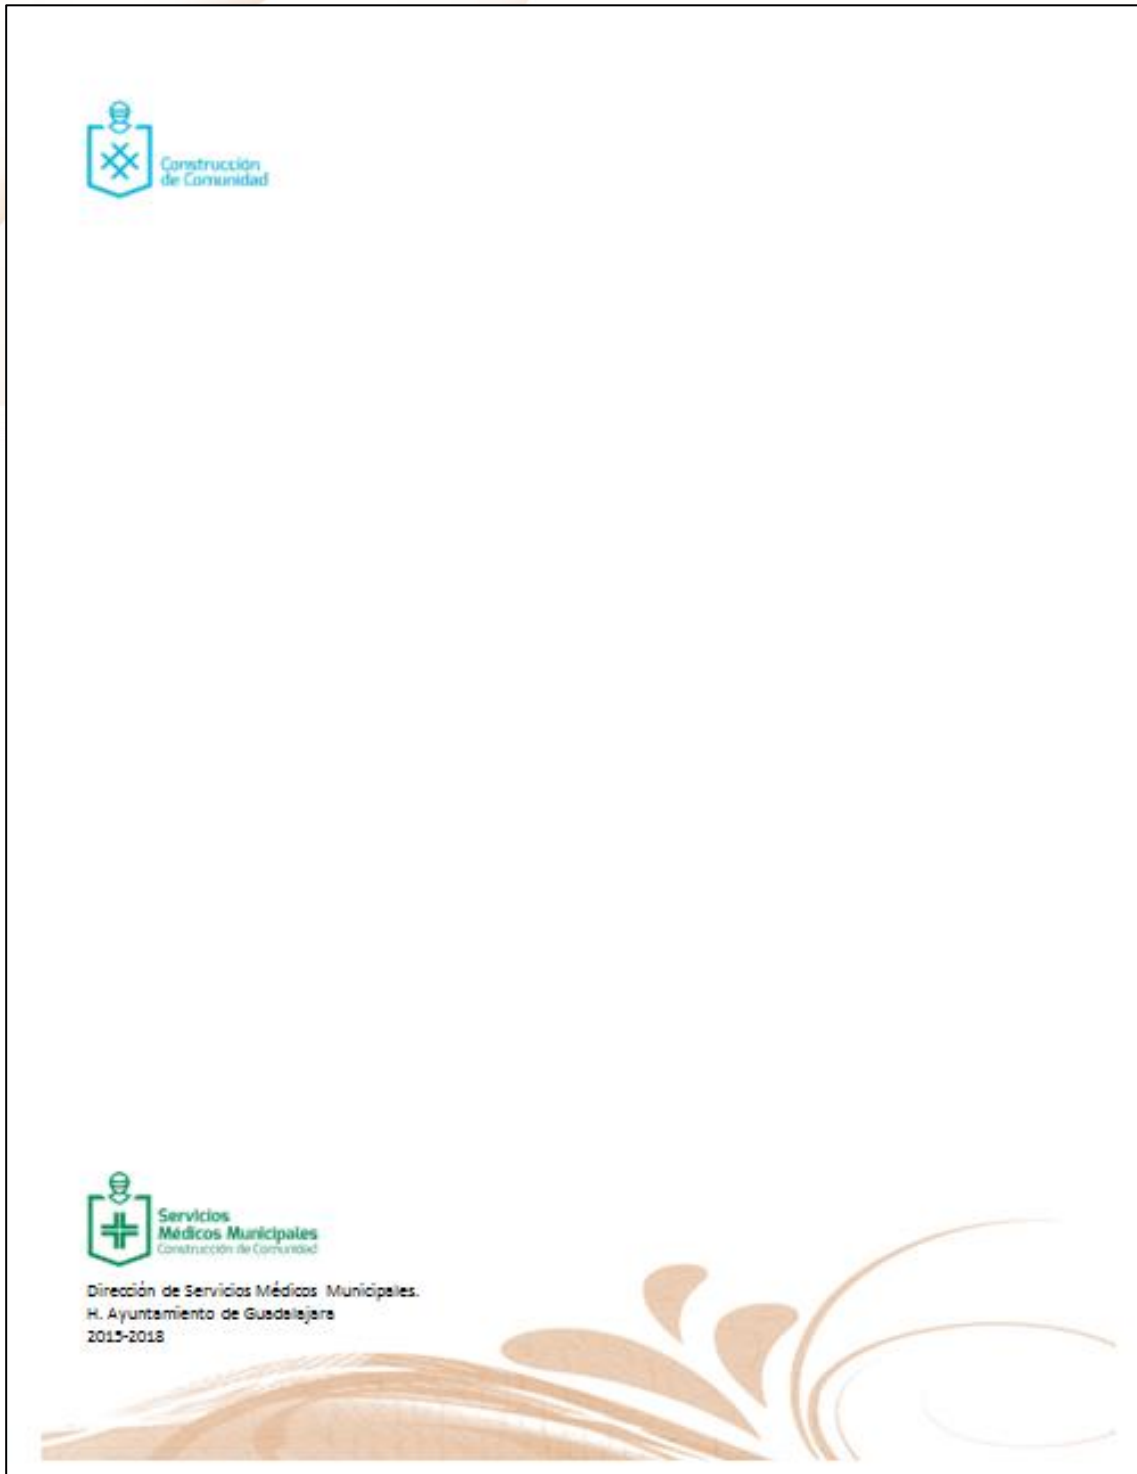 Construcción
de Comunidad
Servicios
Médicos Municipales
Construcción de Comunidad
Dirección de Servicios Médicos Municipales.
H. Ayuntamiento de Guadalajara
2015-2018